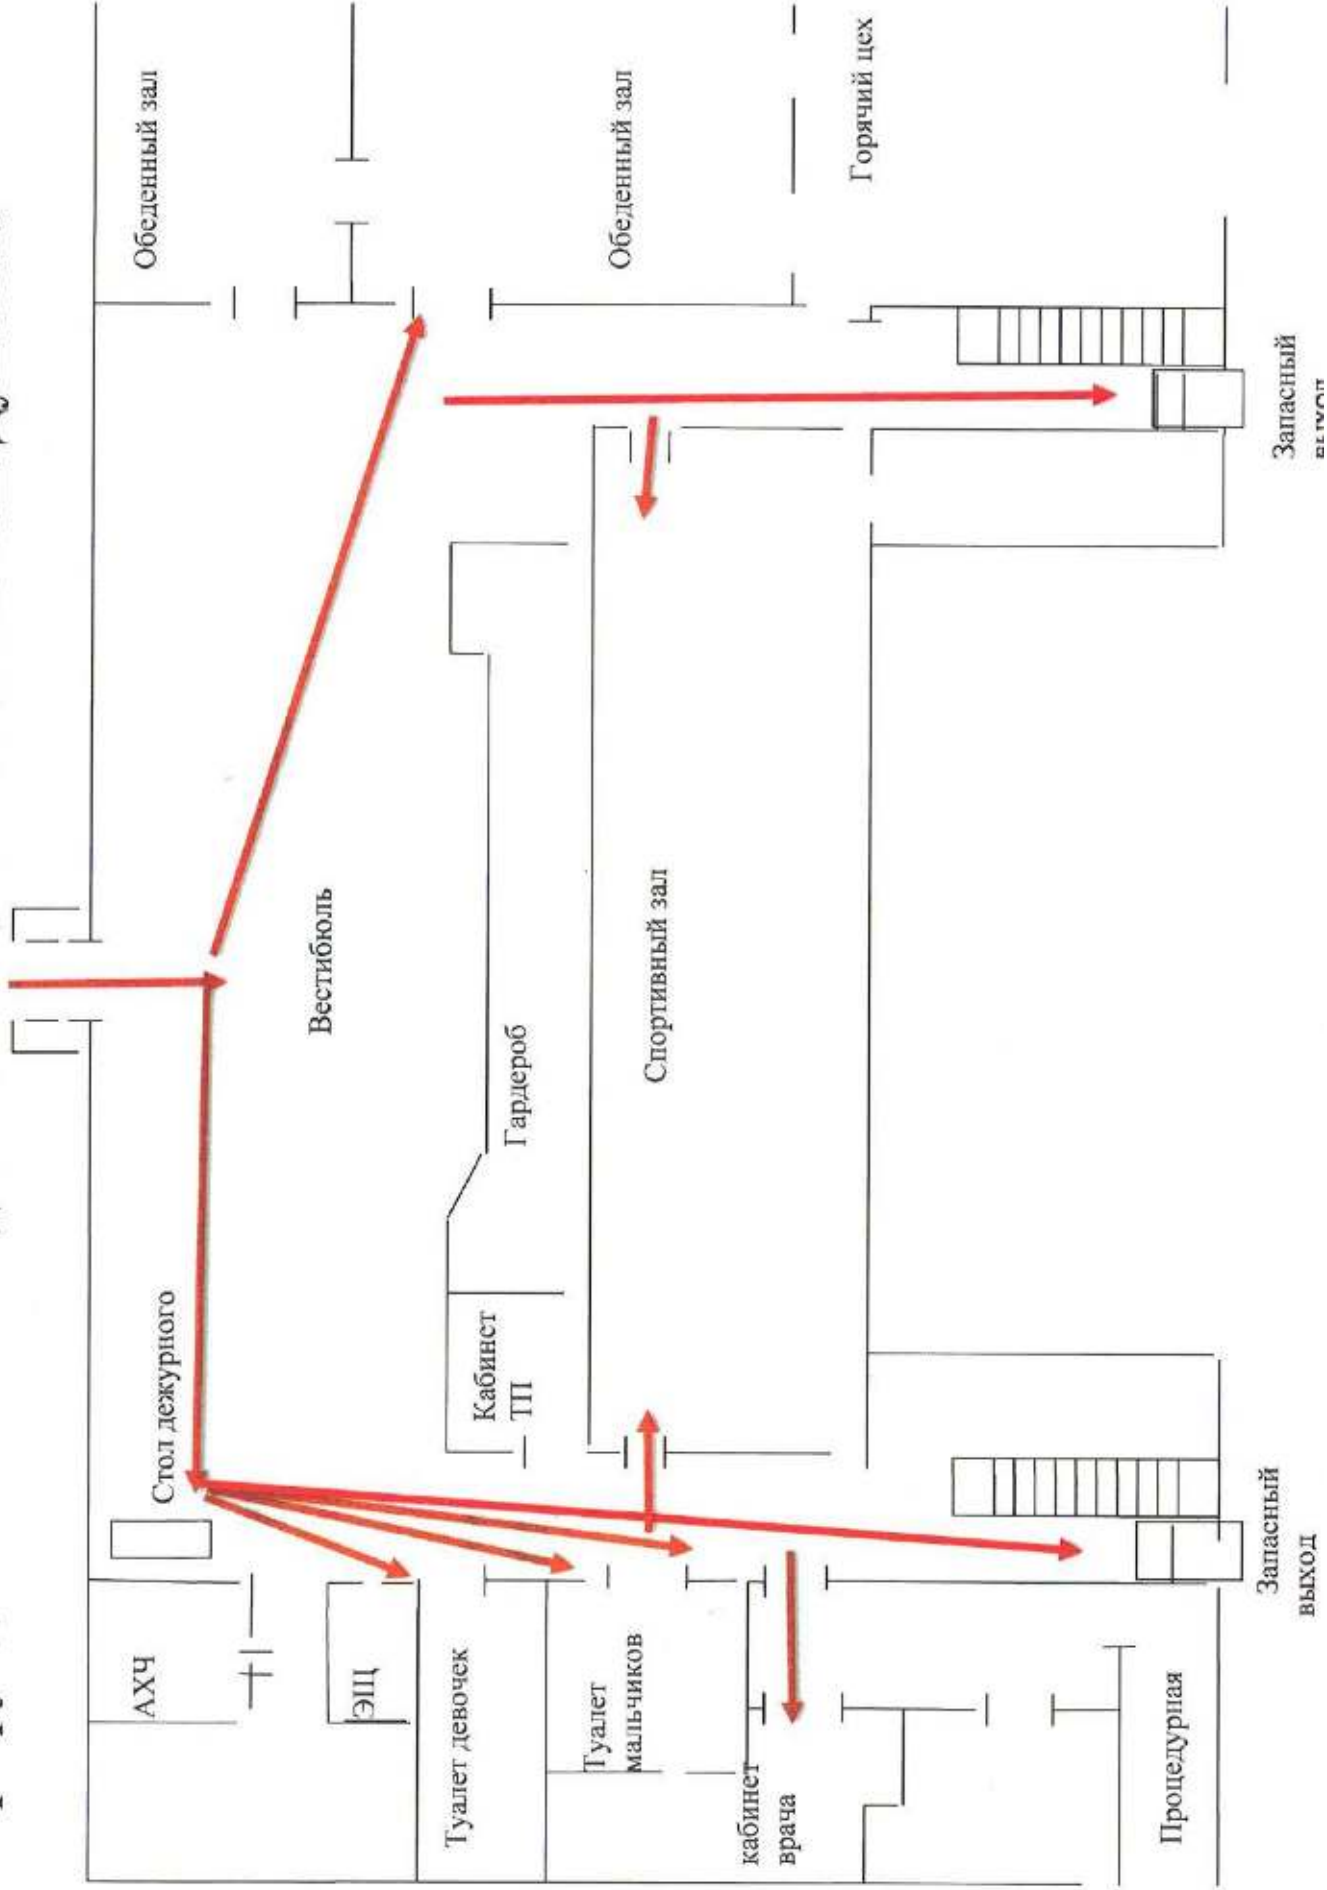 АХЧ
Стол дежурного
Обеденный зал
ЭЩ
Вестибюль
Туалет девочек
Кабинет
ТП
Гардероб
Туалет
мальчиков
Спортивный зал
Обеденный зал
кабинет
врача
Горячий цех
Процедурная
Запасный
выход
Запасный
выход